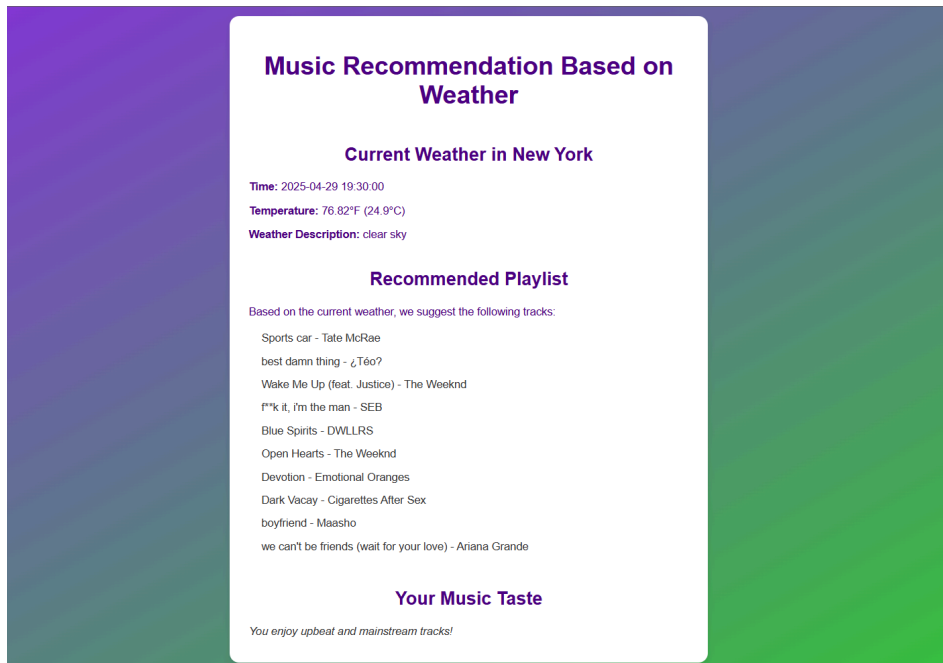 Music Recommendation Based on
Weather
Current Weather in New York
Time: 2025-04-29 19:30:00
Temperature: 76.82°F (24.9°C)
Weather Description: clear sky
Recommended Playlist
Based on the current weather, we suggest the following tracks:
Sports car - Tate McRae
best damn thing - ¿Téo?
Wake Me Up (feat. Justice) - The Weeknd
f**k it, i'm the man - SEB
Blue Spirits - DWLLRS
Open Hearts - The Weeknd
Devotion - Emotional Oranges
Dark Vacay - Cigarettes After Sex
boyfriend - Maasho
we can't be friends (wait for your love) - Ariana Grande
Your Music Taste
You enjoy upbeat and mainstream tracks!